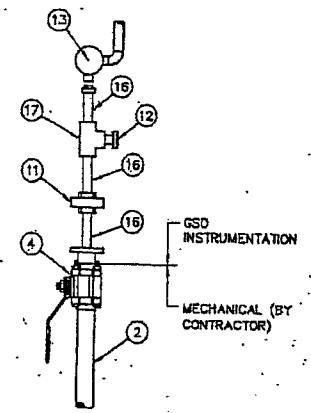 13
16
17
12
16
11
16
4
GSD
INSTRUMENTATION
MECHANICAL (BY
CONTRACTOR)
2